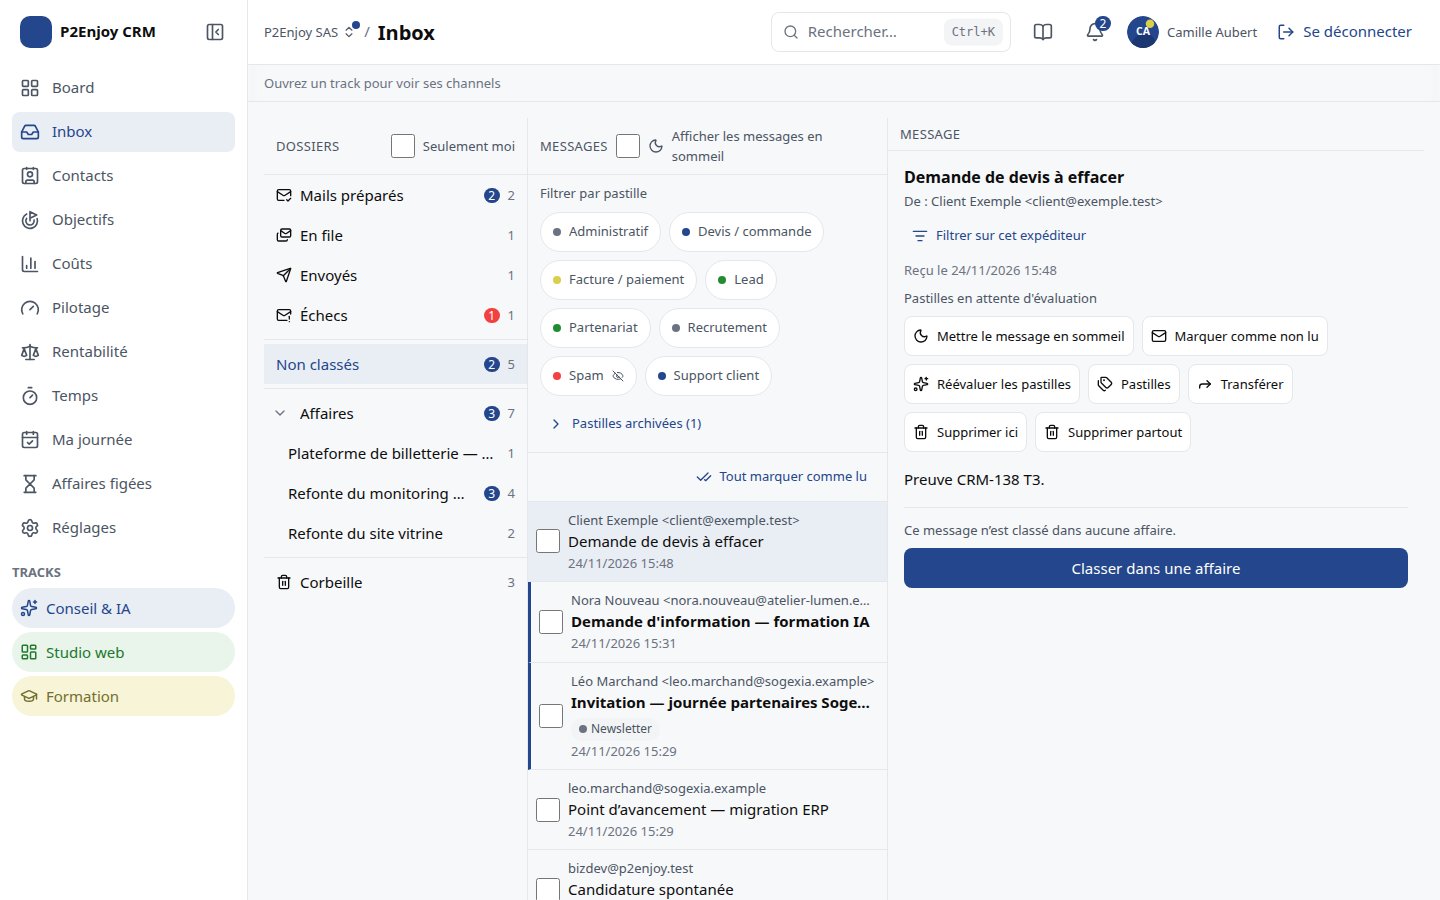 P2Enjoy CRM
Board
Inbox
Contacts
Objectifs
Coûts
Pilotage
Rentabilité
Temps
Ma journée
Affaires figées
Réglages
TRACKS
Conseil & IA
Studio web
Formation
P2Enjoy SAS / Inbox
Rechercher... Ctrl+K
2
CA Camille Aubert
Se déconnecter
Ouvrez un track pour voir ses channels
DOSSIERS Seulement moi
Mails préparés 2 2
En file 1
Envoyés 1
Échecs 1 1
Non classés 2 5
Affaires 3 7
Plateforme de billetterie — ... 1
Refonte du monitoring ... 3 4
Refonte du site vitrine 2
Corbeille 3
MESSAGES Afficher les messages en
sommeil
Filtrer par pastille
Administratif Devis / commande
Facture / paiement Lead
Partenariat Recrutement
Spam Support client
Pastilles archivées (1)
Tout marquer comme lu
Client Exemple <client@exemple.test>
Demande de devis à effacer
24/11/2026 15:48
Nora Nouveau <nora.nouveau@atelier-lumen.e...
Demande d'information — formation IA
24/11/2026 15:31
Léo Marchand <leo.marchand@sogexia.example>
Invitation — journée partenaires Soge...
Newsletter
24/11/2026 15:29
leo.marchand@sogexia.example
Point d’avancement — migration ERP
24/11/2026 15:29
bizdev@p2enjoy.test
Candidature spontanée
MESSAGE
Demande de devis à effacer
De : Client Exemple <client@exemple.test>
Filtrer sur cet expéditeur
Reçu le 24/11/2026 15:48
Pastilles en attente d'évaluation
Mettre le message en sommeil Marquer comme non lu
Réévaluer les pastilles Pastilles Transférer
Supprimer ici Supprimer partout
Preuve CRM-138 T3.
Ce message n’est classé dans aucune affaire.
Classer dans une affaire